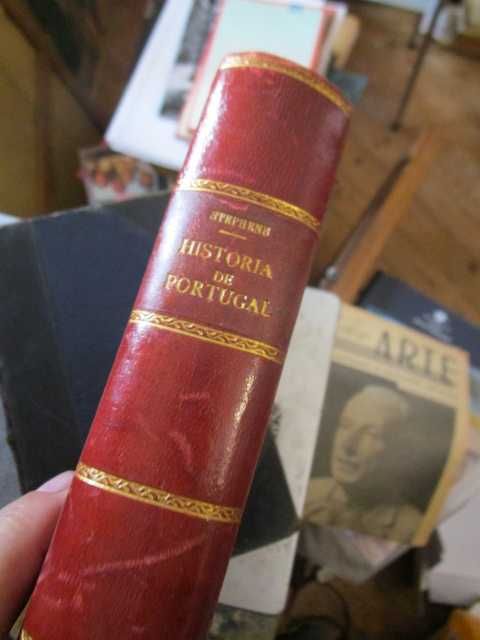 STEPHENS
HISTORIA
DE
PORTUGAL
ARTE